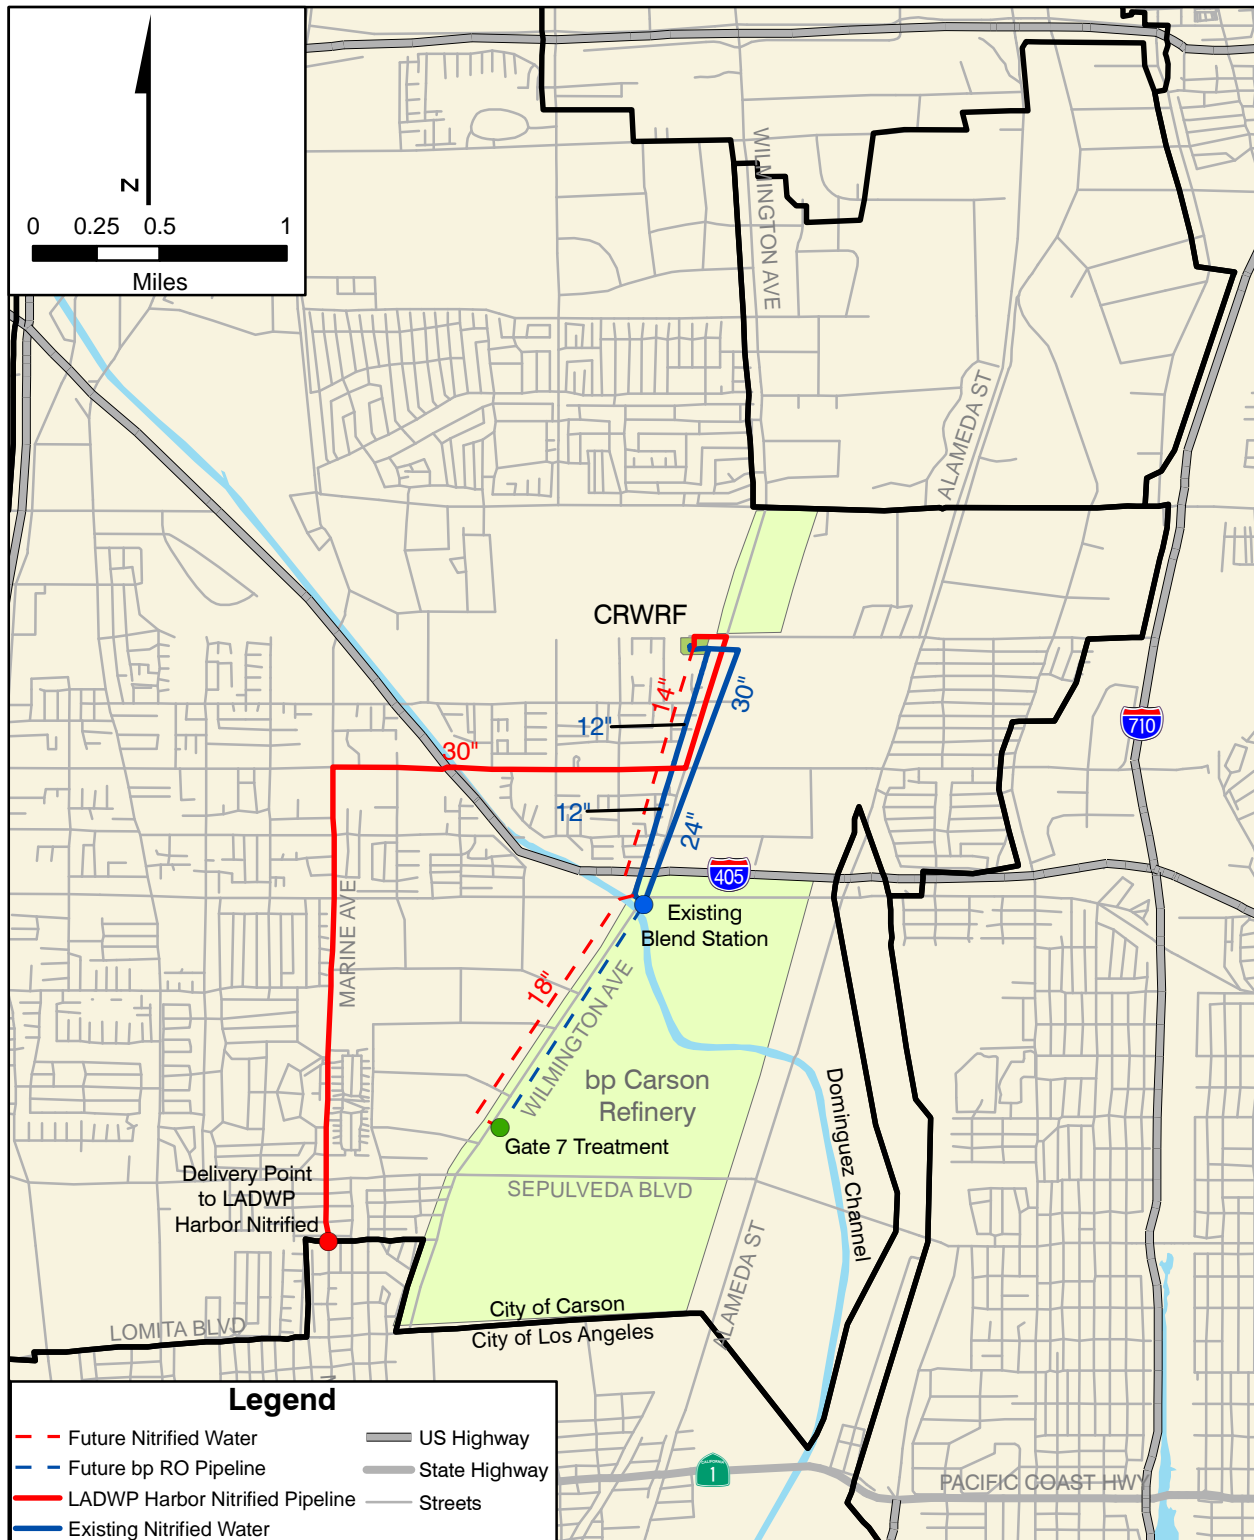 N
0 0.25 0.5 1
Miles
WILMINGTON AVE
ALAMEDA ST
CRWRF
14"
30"
12"
710
30"
12"
24"
405
MARINE AVE
Existing
Blend Station
18"
WILMINGTON AVE
bp Carson
Refinery
Dominguez Channel
Gate 7 Treatment
Delivery Point
to LADWP
Harbor Nitrified
SEPULVEDA BLVD
ALAMEDA ST
City of Carson
City of Los Angeles
LOMITA BLVD
Legend
Future Nitrified Water
Future bp RO Pipeline
LADWP Harbor Nitrified Pipeline
Existing Nitrified Water
US Highway
State Highway
Streets
CALIFORNIA
1
PACIFIC COAST HWY